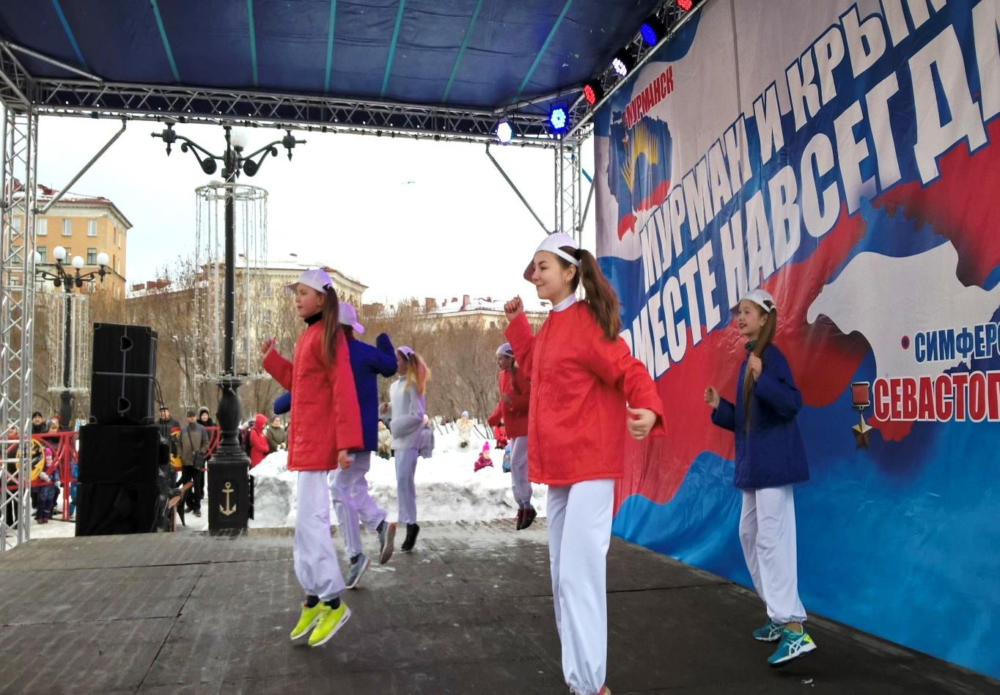 МУРМАНСК
МУРМАН И КРЫМ
ВМЕСТЕ НАВСЕГДА
СИМФЕРО
СЕВАСТОП